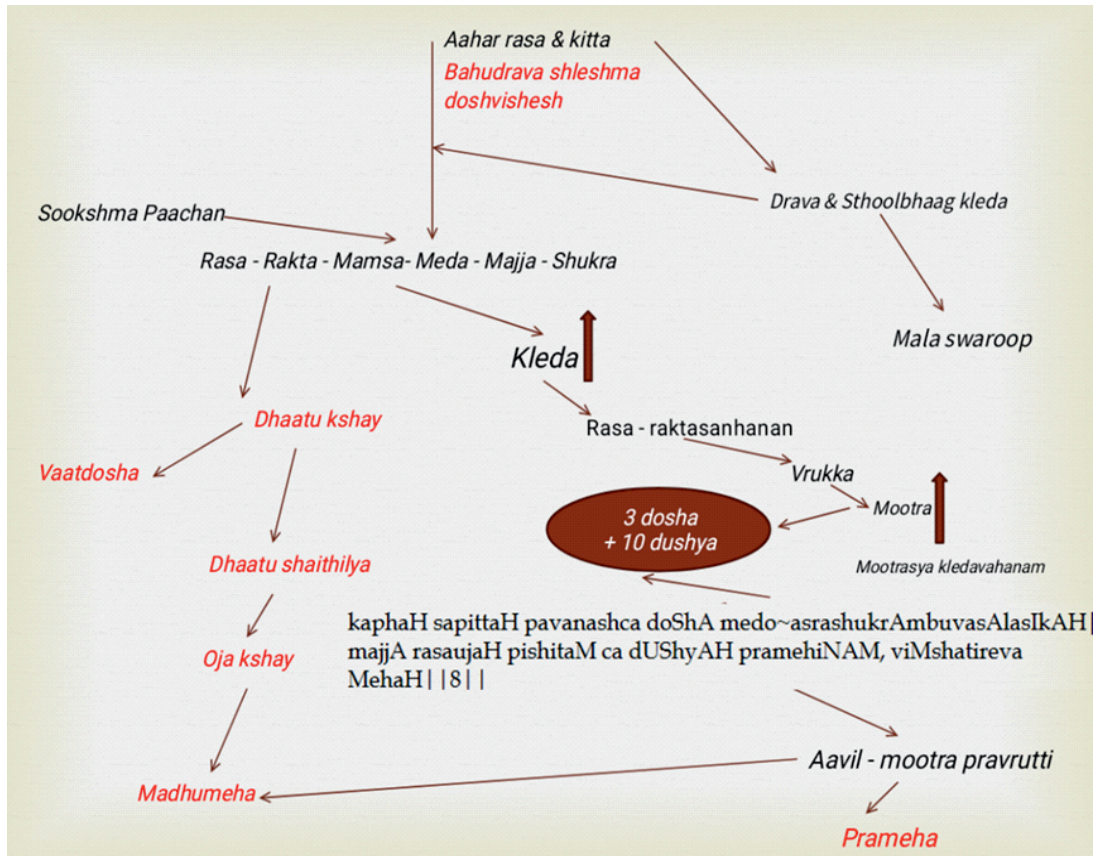 Aahar rasa & kitta
Bahudrava shleshma
doshvishesh
Drava & Sthoolbhaag kleda
Sookshma Paachan
Rasa - Rakta - Mamsa- Meda - Majja - Shukra
Mala swaroop
Kleda
Dhaatu kshay
Rasa - raktasanhanan
Vaatdosha
Vrukka
Mootra
3 dosha
+ 10 dushya
Dhaatu shaithilya
Mootrasya kledavahanam
kaphaH sapittaH pavanashca doShA medo~asrashukrAmbuvasAlasIkAH|
majjA rasaujaH pishitaM ca dUShyAH pramehiNAM, viMshatireva
MehaH||8||
Oja kshay
Aavil - mootra pravrutti
Madhumeha
Prameha